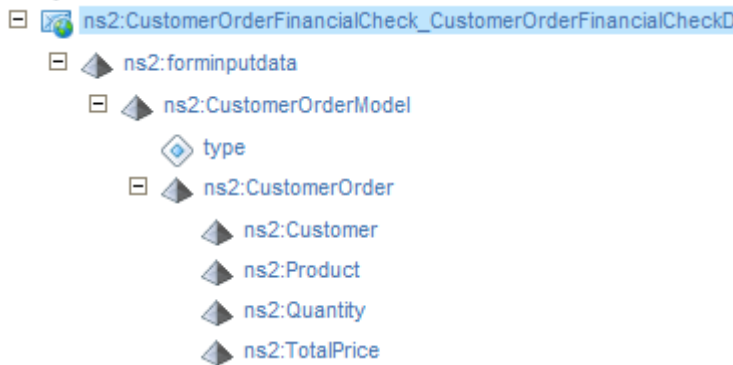 ns2:CustomerOrderFinancialCheck_CustomerOrderFinancialCheckD
ns2:forminputdata
ns2:CustomerOrderModel
type
ns2:CustomerOrder
ns2:Customer
ns2:Product
ns2:Quantity
ns2:TotalPrice